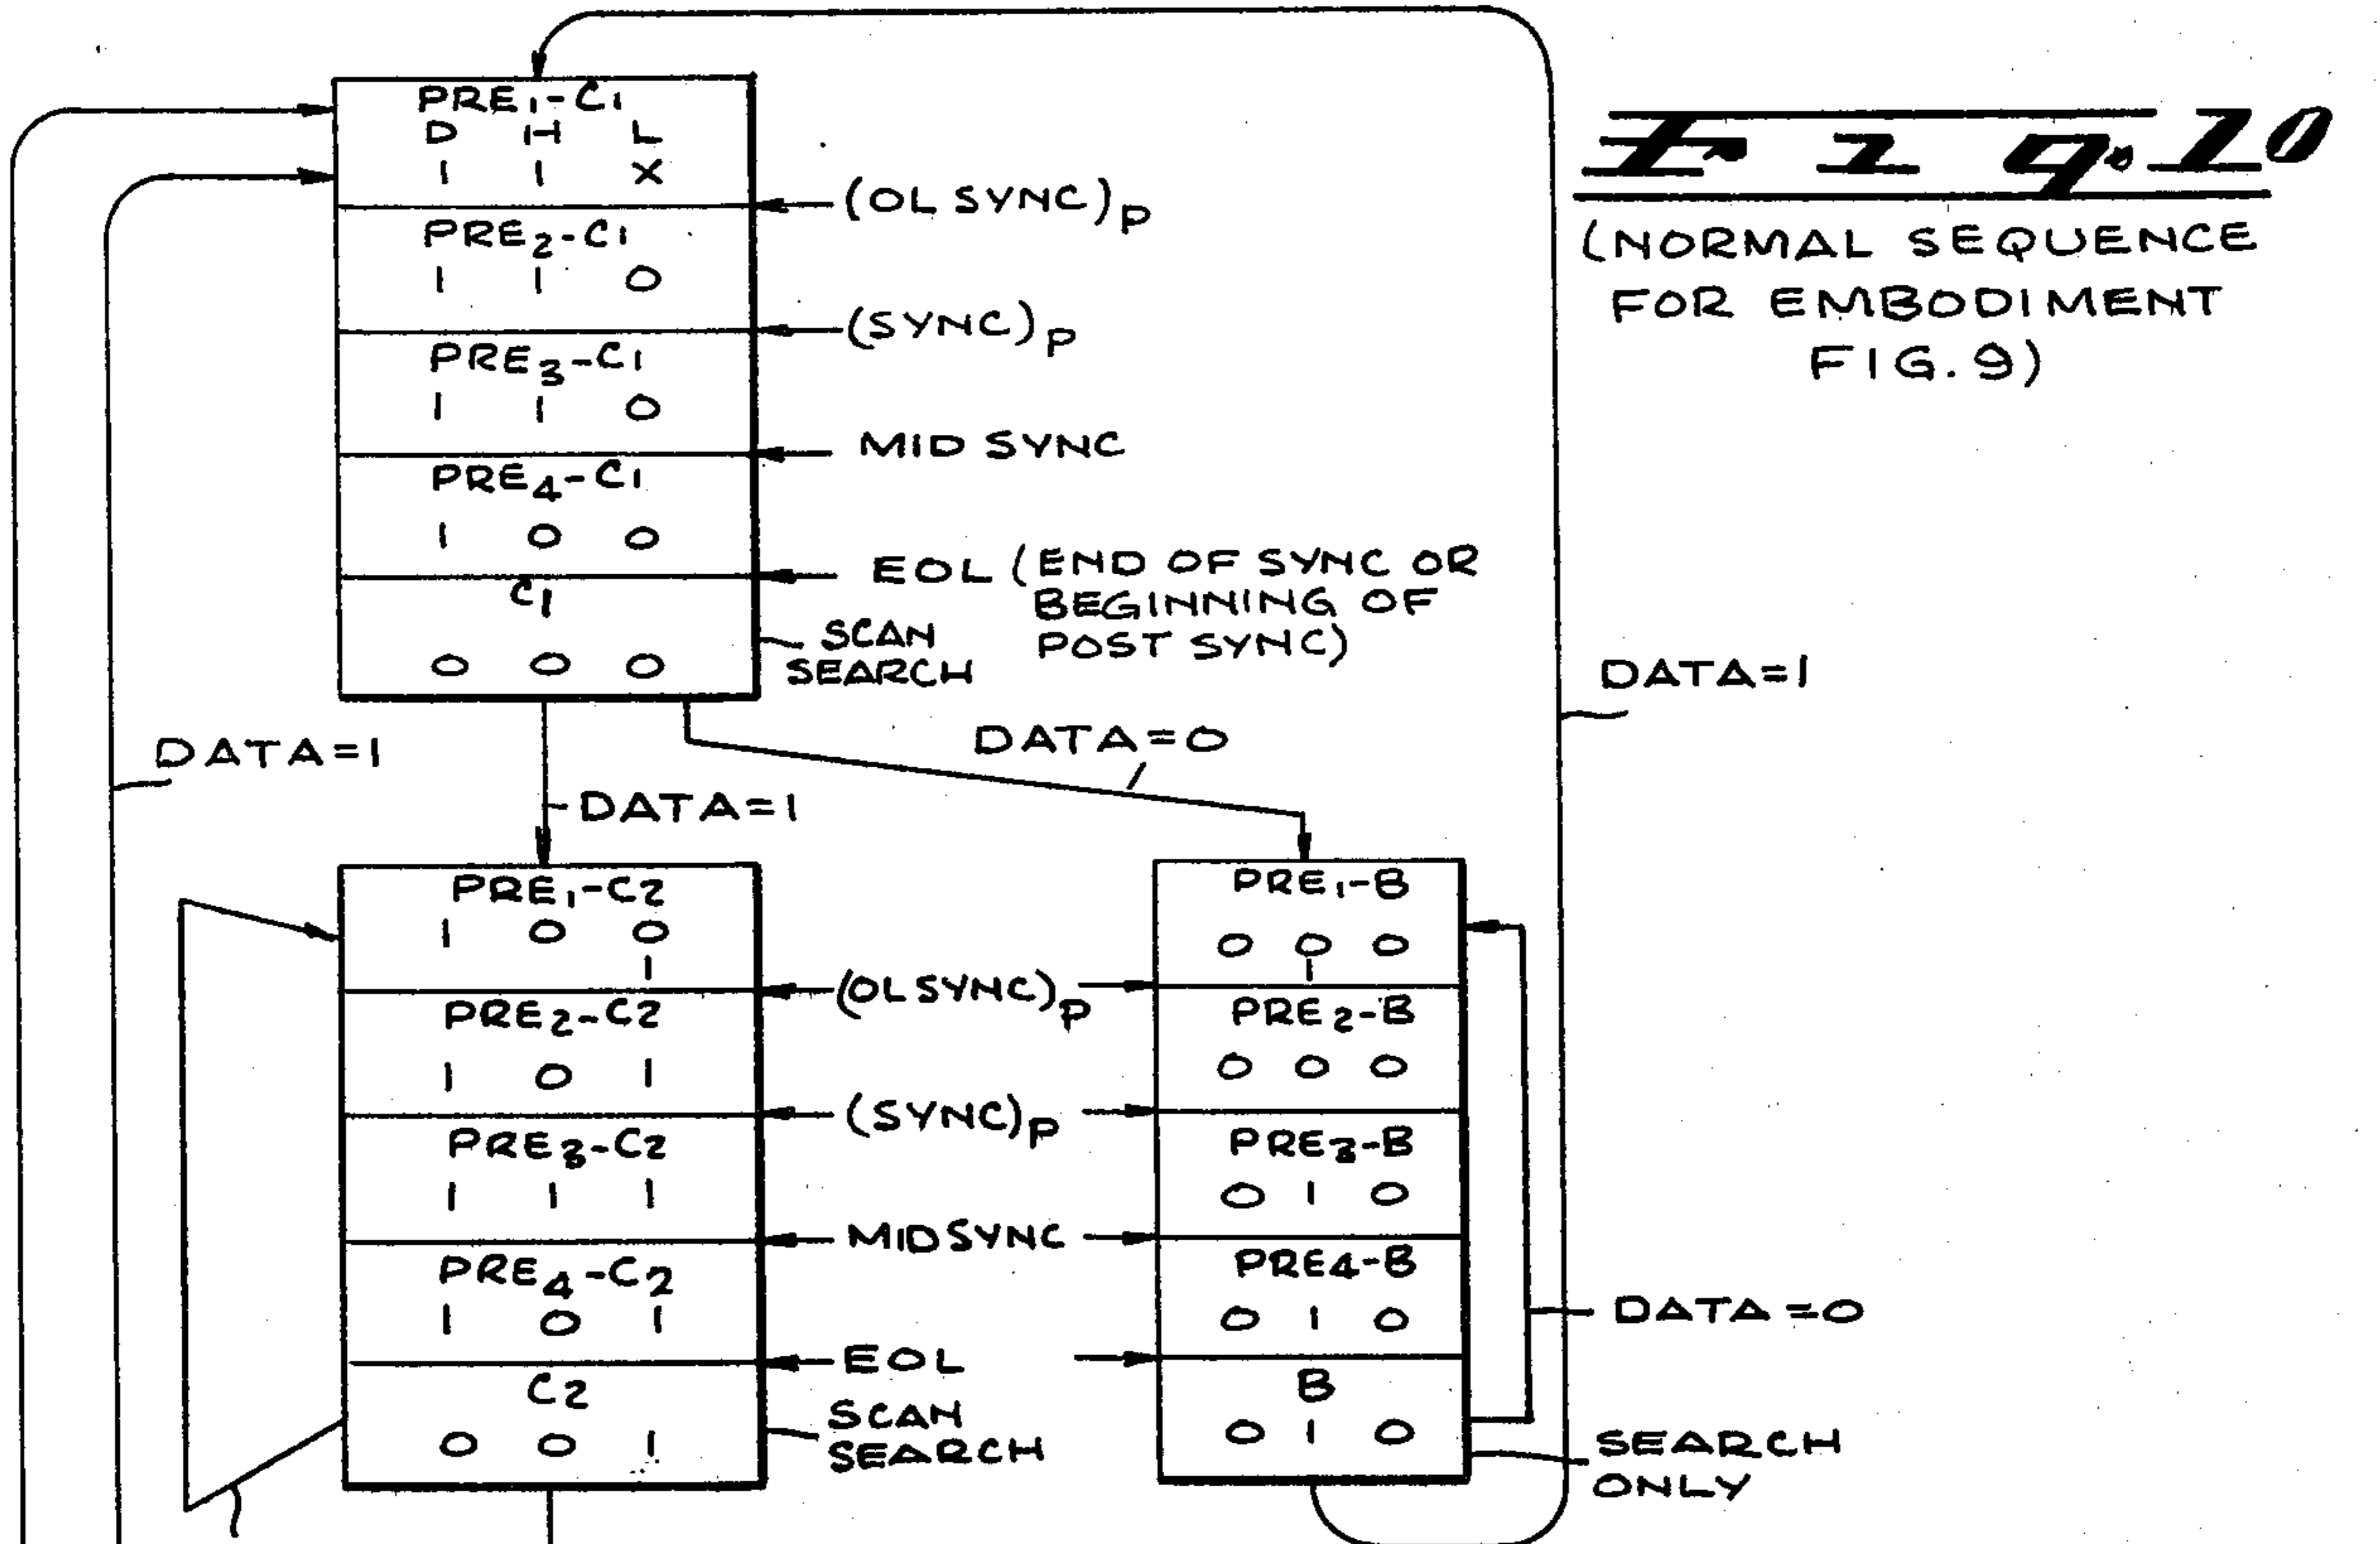 Fig. 10
(NORMAL SEQUENCE
FOR EMBODIMENT
FIG. 9)
PRE1-C1
D H L
1 1 X
(OL SYNC)P
PRE2-C1
1 1 0
(SYNC)P
PRE3-C1
1 1 0
MID SYNC
PRE4-C1
1 0 0
EOL (END OF SYNC OR
BEGINNING OF
POST SYNC)
C1
0 0 0
SCAN
SEARCH
DATA=1
DATA=1
DATA=0
DATA=1
PRE1-C2
1 0 0
1
PRE1-B
0 0 0
1
(OLSYNC)P
PRE2-C2
1 0 1
PRE2-B
0 0 0
(SYNC)P
PRE3-C2
1 1 1
PRE3-B
0 1 0
MIDSYNC
PRE4-C2
1 0 1
PRE4-B
0 1 0
DATA=0
EOL
C2
0 0 1
SCAN
SEARCH
B
0 1 0
SEARCH
ONLY